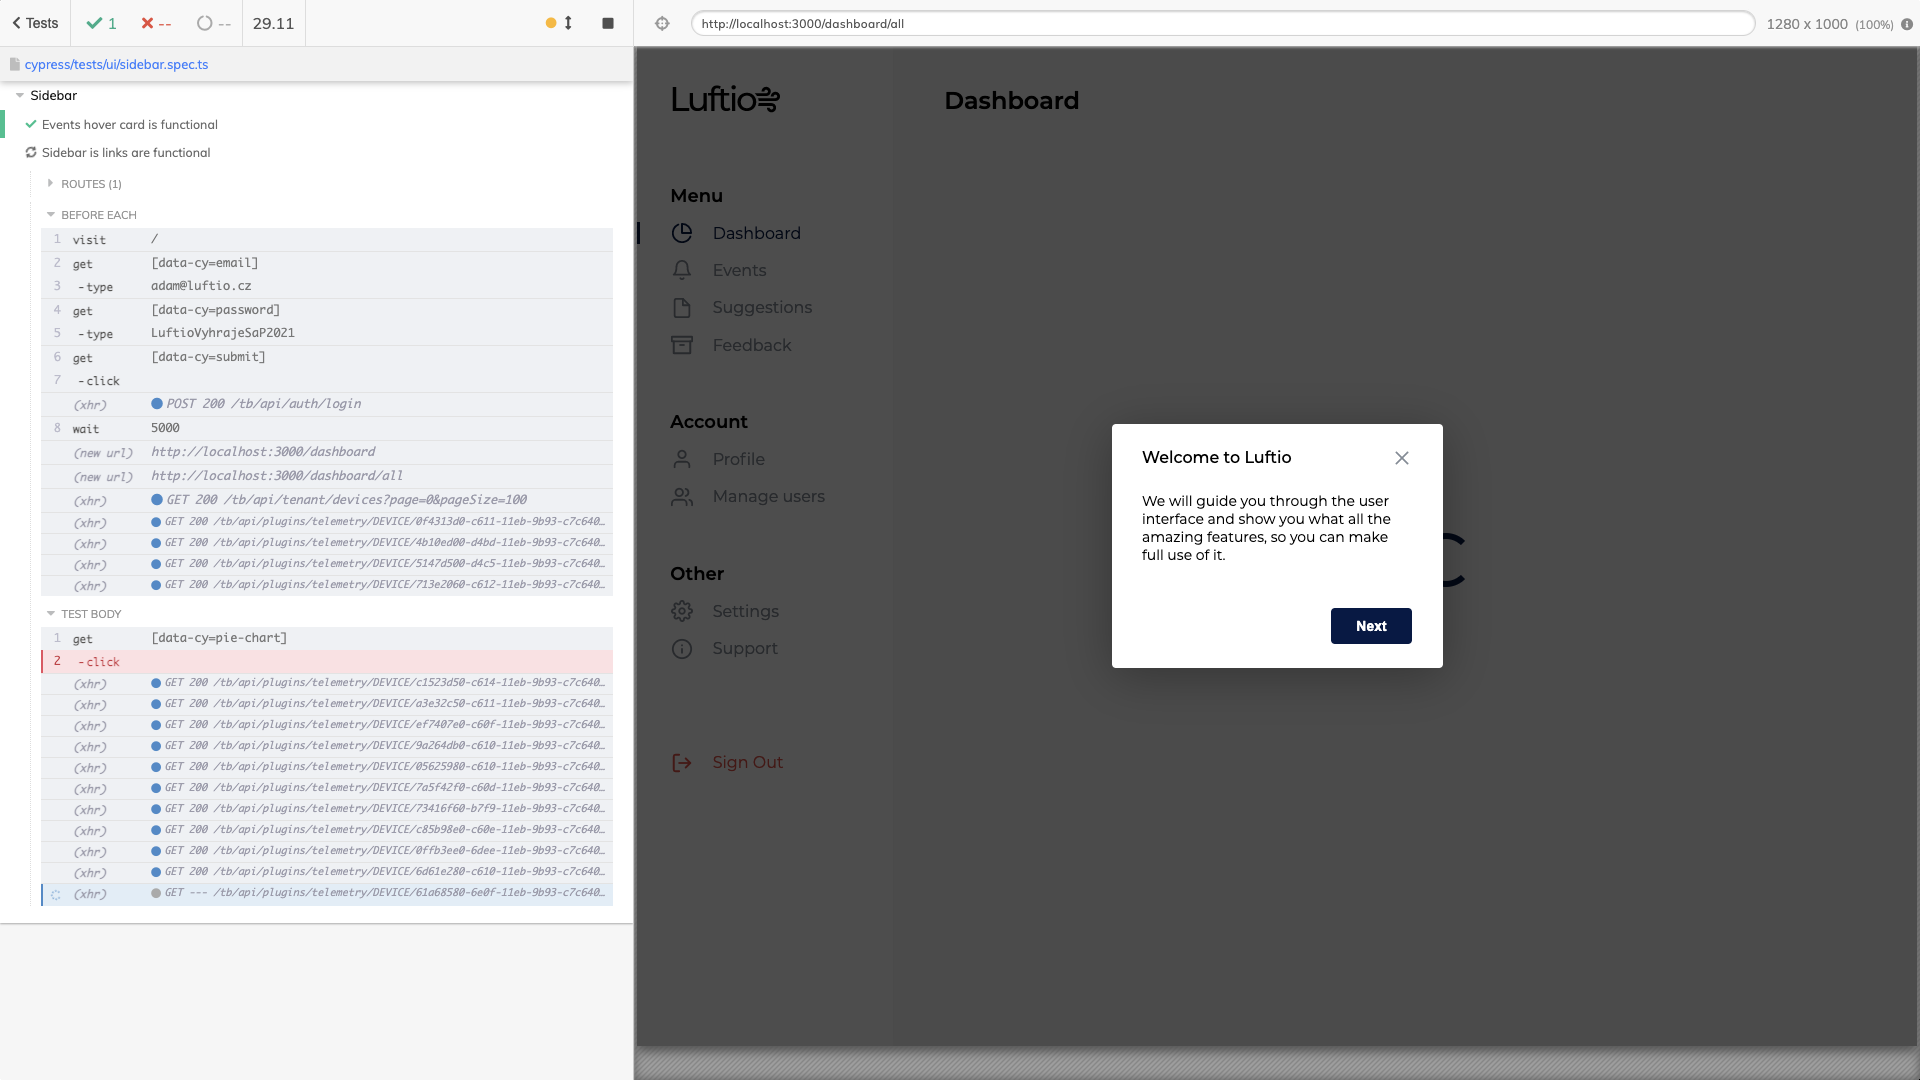 Tests
1
--
--
29.11
http://localhost:3000/dashboard/all
1280 x 1000 (100%)
cypress/tests/ui/sidebar.spec.ts
Sidebar
Events hover card is functional
Sidebar is links are functional
ROUTES (1)
BEFORE EACH
1 visit /
2 get [data-cy=email]
3 -type adam@luftio.cz
4 get [data-cy=password]
5 -type LuftioVyhrajeSaP2021
6 get [data-cy=submit]
7 -click
(xhr) POST 200 /tb/api/auth/login
8 wait 5000
(new url) http://localhost:3000/dashboard
(new url) http://localhost:3000/dashboard/all
(xhr) GET 200 /tb/api/tenant/devices?page=0&pageSize=100
(xhr) GET 200 /tb/api/plugins/telemetry/DEVICE/0f4313d0-c611-11eb-9b93-c7c640…
(xhr) GET 200 /tb/api/plugins/telemetry/DEVICE/4b10ed00-d4bd-11eb-9b93-c7c640…
(xhr) GET 200 /tb/api/plugins/telemetry/DEVICE/5147d500-d4c5-11eb-9b93-c7c640…
(xhr) GET 200 /tb/api/plugins/telemetry/DEVICE/713e2060-c612-11eb-9b93-c7c640…
TEST BODY
1 get [data-cy=pie-chart]
2 -click
(xhr) GET 200 /tb/api/plugins/telemetry/DEVICE/c1523d50-c614-11eb-9b93-c7c640…
(xhr) GET 200 /tb/api/plugins/telemetry/DEVICE/a3e32c50-c611-11eb-9b93-c7c640…
(xhr) GET 200 /tb/api/plugins/telemetry/DEVICE/ef7407e0-c60f-11eb-9b93-c7c640…
(xhr) GET 200 /tb/api/plugins/telemetry/DEVICE/9a264db0-c610-11eb-9b93-c7c640…
(xhr) GET 200 /tb/api/plugins/telemetry/DEVICE/05625980-c610-11eb-9b93-c7c640…
(xhr) GET 200 /tb/api/plugins/telemetry/DEVICE/7a5f42f0-c60d-11eb-9b93-c7c640…
(xhr) GET 200 /tb/api/plugins/telemetry/DEVICE/73416f60-b7f9-11eb-9b93-c7c640…
(xhr) GET 200 /tb/api/plugins/telemetry/DEVICE/c85b98e0-c60e-11eb-9b93-c7c640…
(xhr) GET 200 /tb/api/plugins/telemetry/DEVICE/0ffb3ee0-6dee-11eb-9b93-c7c640…
(xhr) GET 200 /tb/api/plugins/telemetry/DEVICE/6d61e280-c610-11eb-9b93-c7c640…
(xhr) GET --- /tb/api/plugins/telemetry/DEVICE/61a68580-6e0f-11eb-9b93-c7c640…
Luftio
Dashboard
Menu
Dashboard
Events
Suggestions
Feedback
Account
Profile
Manage users
Other
Settings
Support
Sign Out
Welcome to Luftio
We will guide you through the user
interface and show you what all the
amazing features, so you can make
full use of it.
Next